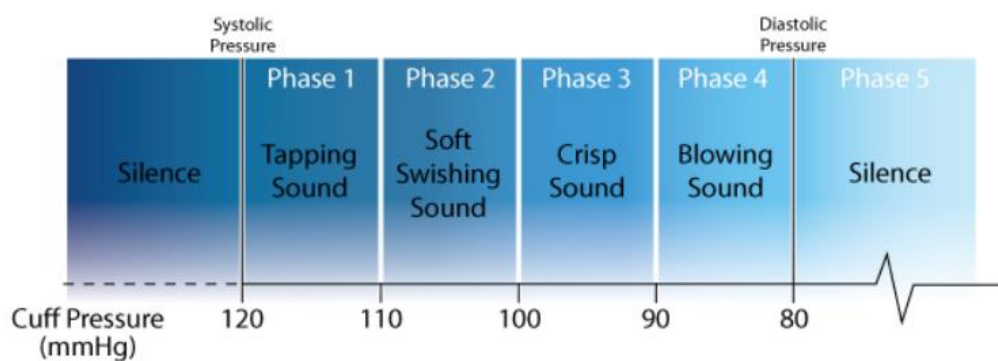 Systolic
Pressure
Diastolic
Pressure
Phase 1
Phase 2
Phase 3
Phase 4
Phase 5
Silence
Tapping
Sound
Soft
Swishing
Sound
Crisp
Sound
Blowing
Sound
Silence
Cuff Pressure
(mmHg)
120
110
100
90
80